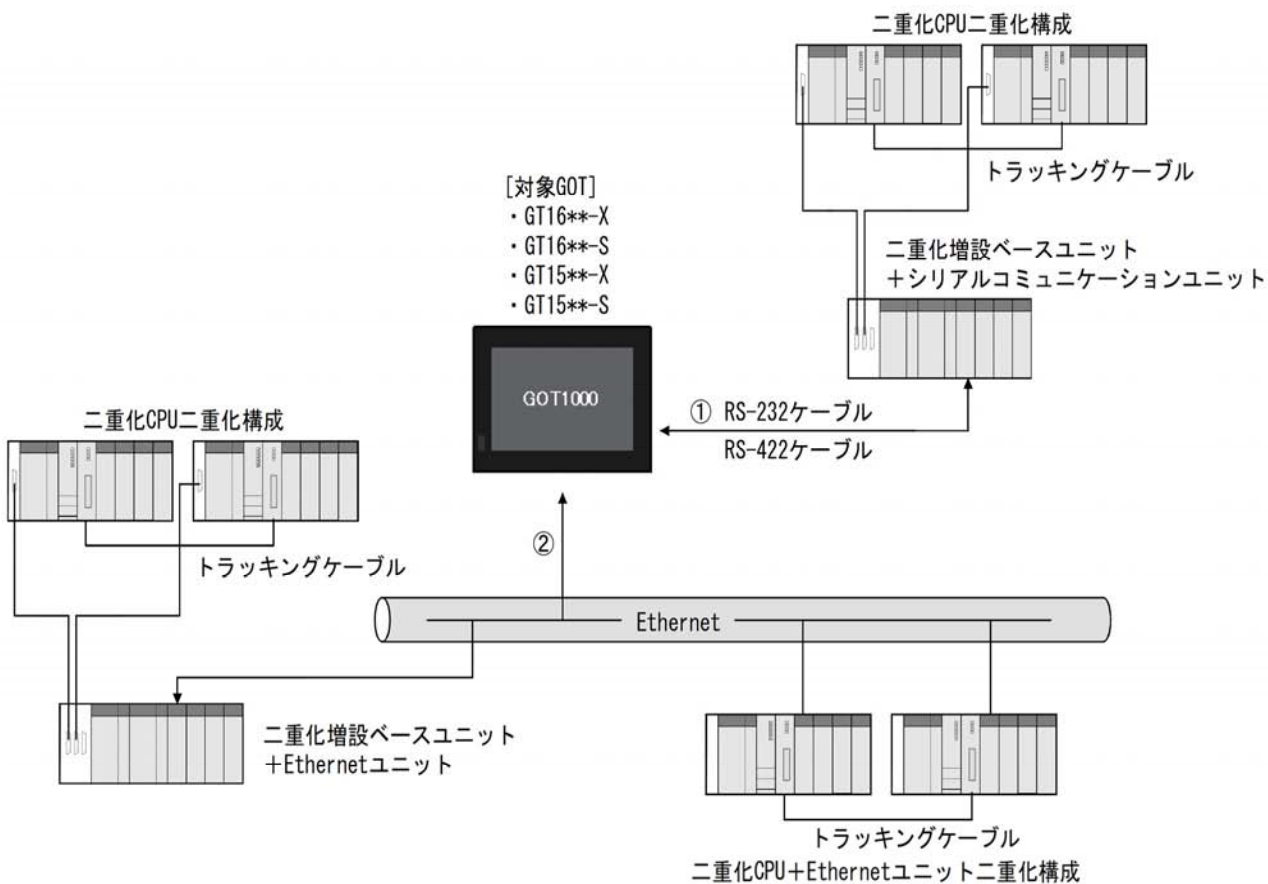 二重化CPU二重化構成
トラッキングケーブル
[対象GOT]
・GT16**-X
・GT16**-S
・GT15**-X
・GT15**-S
二重化増設ベースユニット
＋シリアルコミュニケーションユニット
GOT1000
① RS-232ケーブル
RS-422ケーブル
二重化CPU二重化構成
トラッキングケーブル
②
Ethernet
二重化増設ベースユニット
＋Ethernetユニット
トラッキングケーブル
二重化CPU＋Ethernetユニット二重化構成